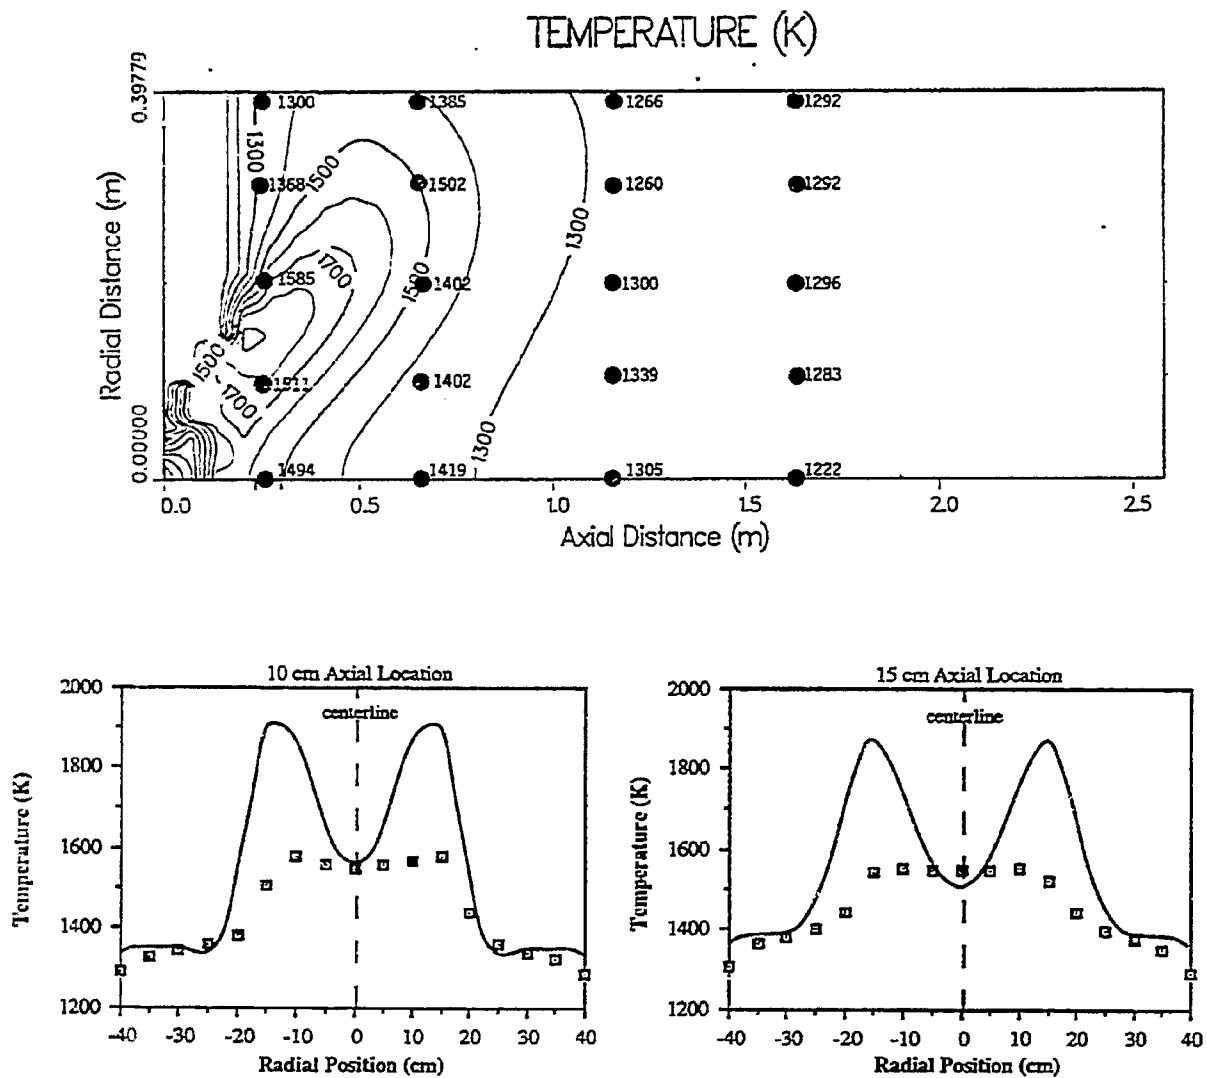 TEMPERATURE (K)
0.39779
Radial Distance (m)
0.00000
1300 1385 1266 1292
1300
1368 1500 1502 1260 1292
1300
1585 1700 1500 1402 1300 1296
1500
1511 1402 1339 1283
1700
1300
1494 1419 1305 1222
0.0 0.5 1.0 1.5 2.0 2.5
Axial Distance (m)
10 cm Axial Location
2000
centerline
1800
Temperature (K)
1600
1400
1200
-40 -30 -20 -10 0 10 20 30 40
Radial Position (cm)
15 cm Axial Location
2000
centerline
1800
Temperature (K)
1600
1400
1200
-40 -30 -20 -10 0 10 20 30 40
Radial Position (cm)